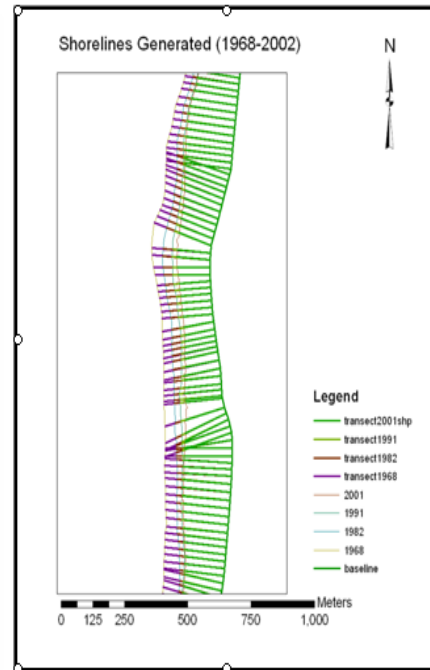 Shorelines Generated (1968-2002)
N
Legend
transect2001shp
transect1991
transect1982
transect1968
2001
1991
1982
1968
baseline
Meters
0 125 250 500 750 1,000